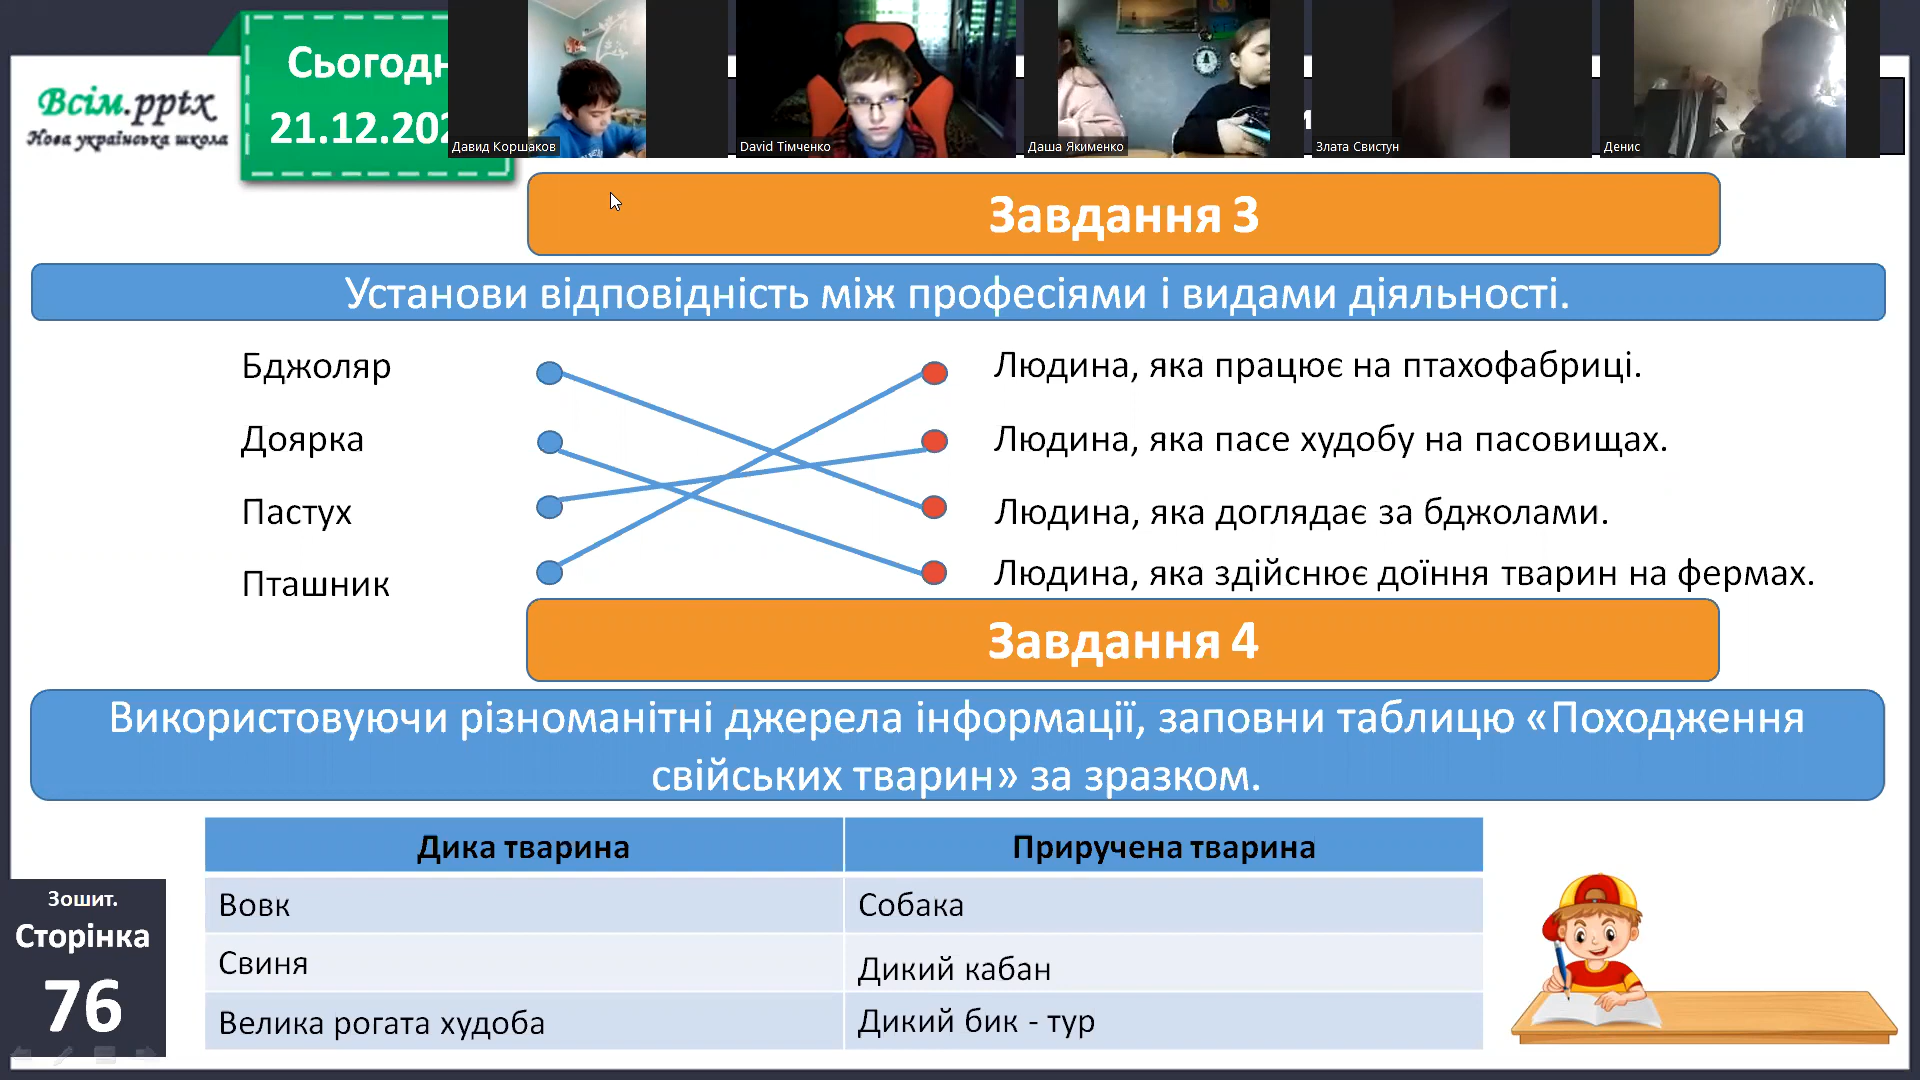 Всім.pptx
Нова українська школа
Сьогодн
21.12.202
Давид Коршаков
David Тімченко
Даша Якименко
Злата Свистун
Денис
Завдання 3
Установи відповідність між професіями і видами діяльності.
Бджоляр
Людина, яка працює на птахофабриці.
Доярка
Людина, яка пасе худобу на пасовищах.
Пастух
Людина, яка доглядає за бджолами.
Пташник
Людина, яка здійснює доїння тварин на фермах.
Завдання 4
Використовуючи різноманітні джерела інформації, заповни таблицю «Походження
свійських тварин» за зразком.
Дика тварина
Приручена тварина
Вовк
Собака
Свиня
Дикий кабан
Велика рогата худоба
Дикий бик - тур
Зошит.
Сторінка
76